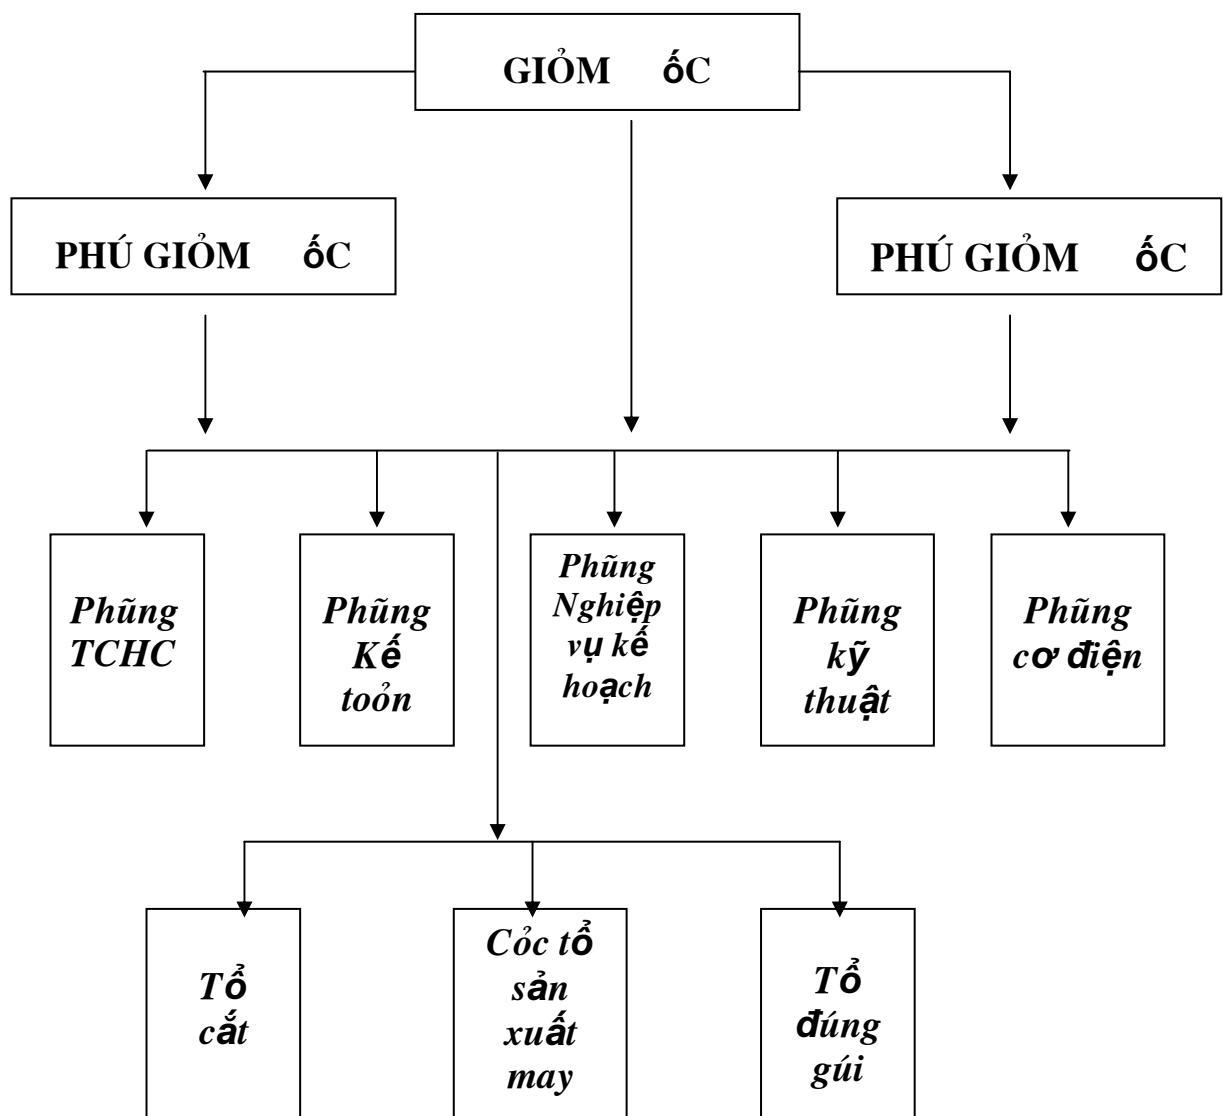 GIỎM ốC
PHÚ GIỎM ốC
PHÚ GIỎM ốC
Phũng
TCHC
Phũng
Kế
toỏn
Phũng
Nghiệp
vụ kế
hoạch
Phũng
kỹ
thuật
Phũng
cơ điện
Tổ
cắt
Cỏc tổ
sản
xuất
may
Tổ
đúng
gúi